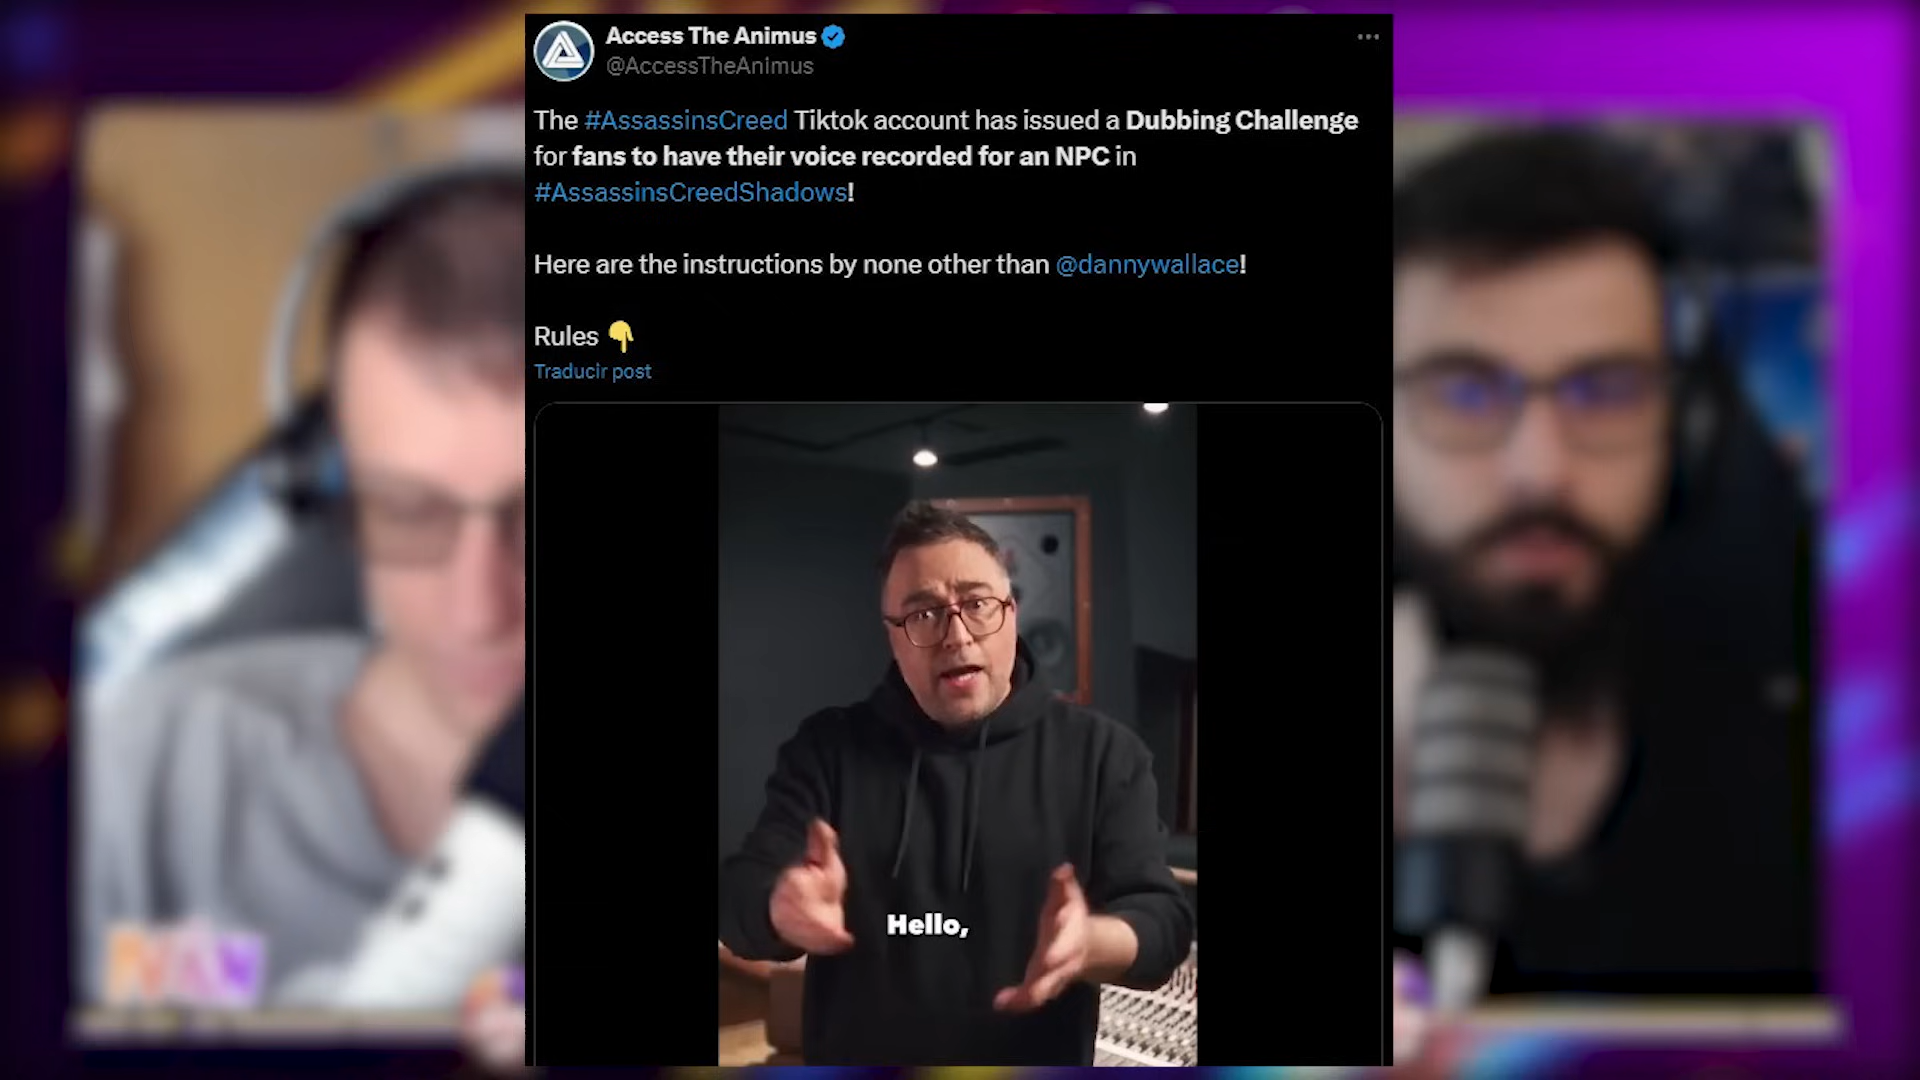 Access The Animus
@AccessTheAnimus
The #AssassinsCreed Tiktok account has issued a Dubbing Challenge
for fans to have their voice recorded for an NPC in
#AssassinsCreedShadows!
Here are the instructions by none other than @dannywallace!
Rules 👇
Traducir post
Hello,